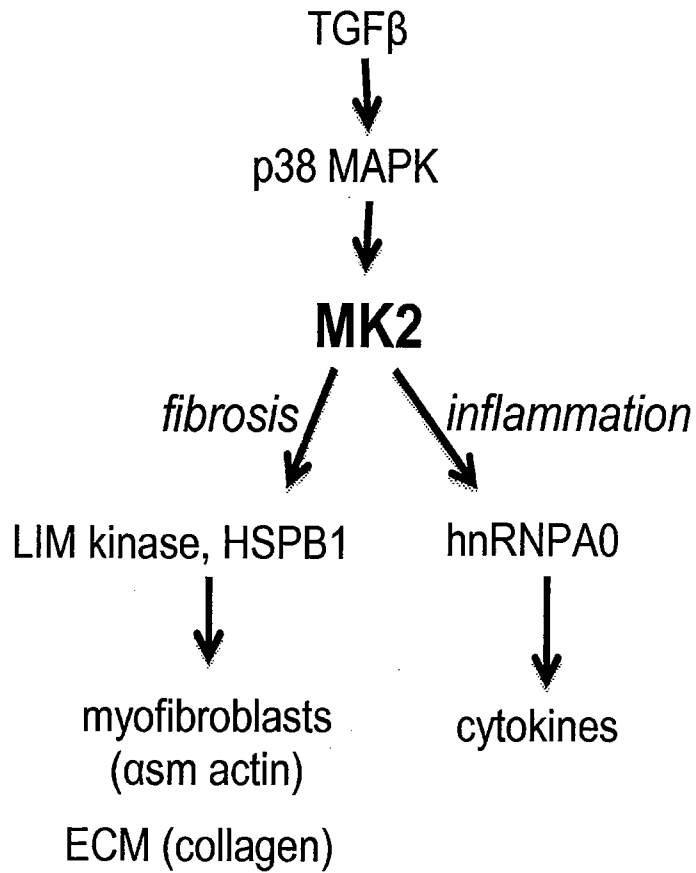 TGFβ
p38 MAPK
MK2
fibrosis
inflammation
LIM kinase, HSPB1
hnRNPA0
myofibroblasts
(αsm actin)
cytokines
ECM (collagen)